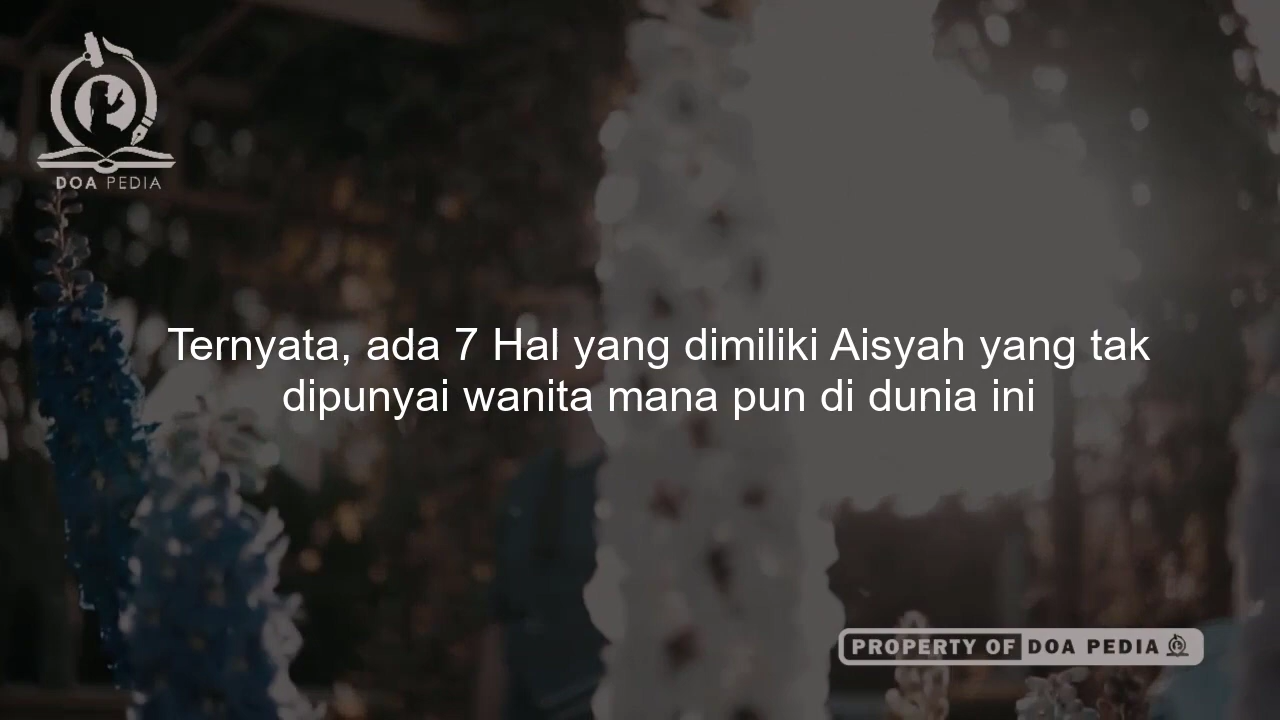 DOA PEDIA
Ternyata, ada 7 Hal yang dimiliki Aisyah yang tak
dipunyai wanita mana pun di dunia ini
PROPERTY OF DOA PEDIA